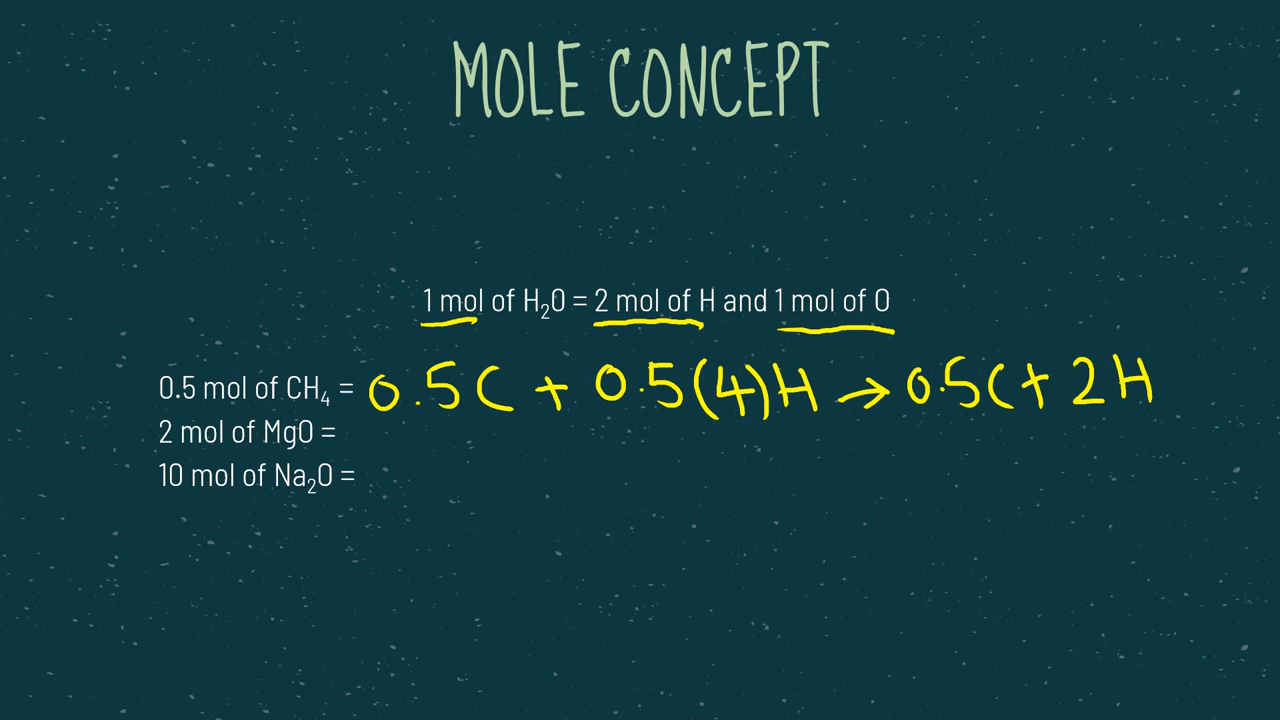 MOLE CONCEPT
1 mol of H₂O = 2 mol of H and 1 mol of O
0.5 mol of CH₄ = 0.5C + 0.5(4)H → 0.5C + 2H
2 mol of MgO =
10 mol of Na₂O =